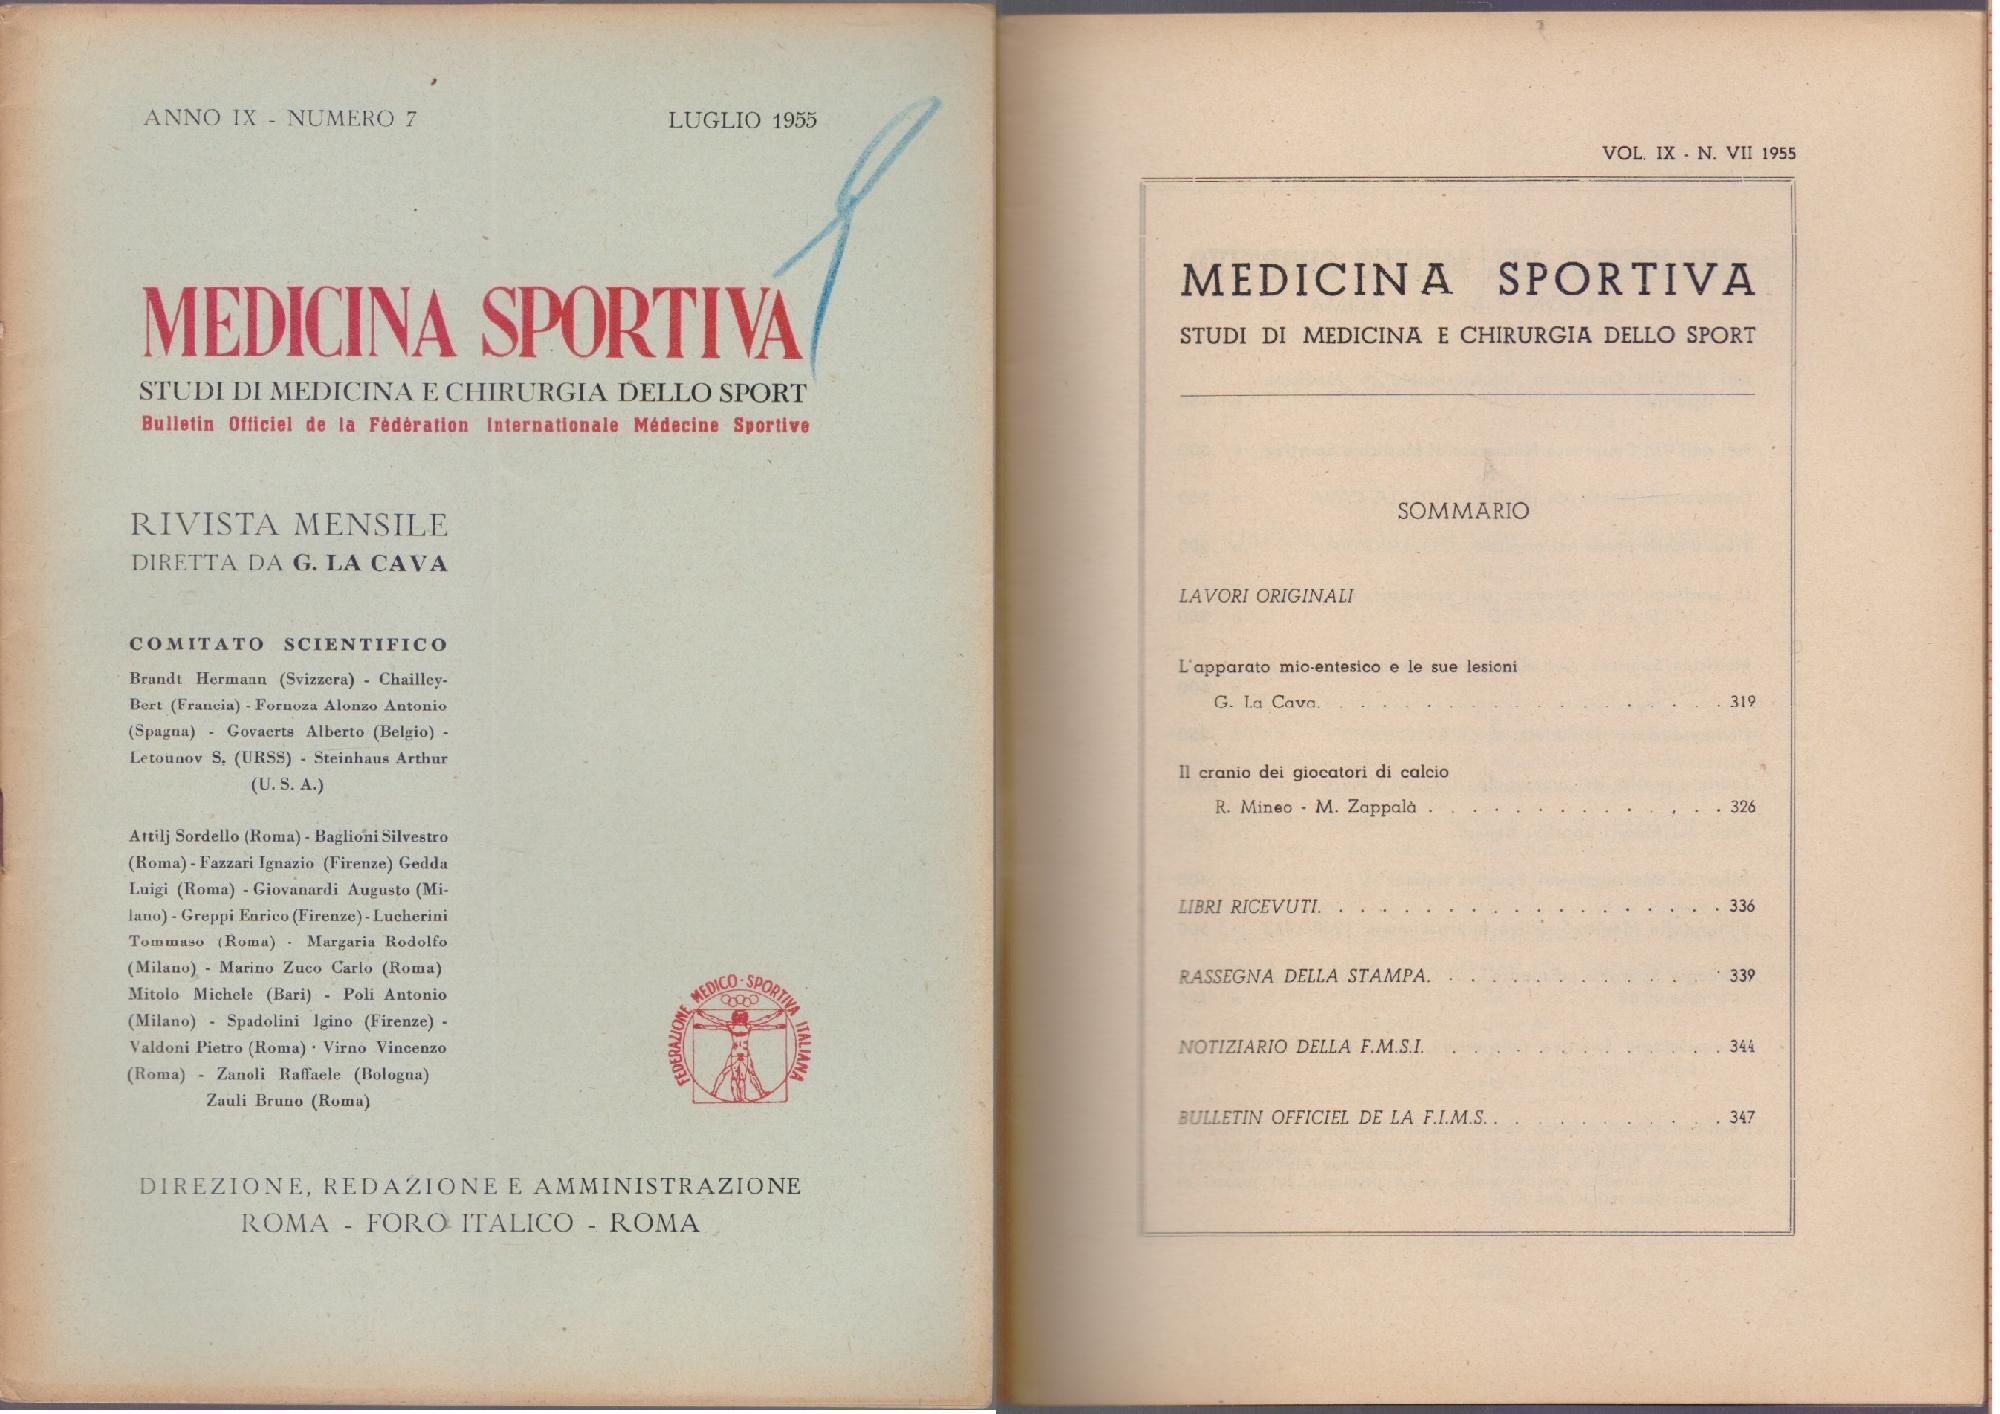 ANNO IX - NUMERO 7
LUGLIO 1955
MEDICINA SPORTIVA
STUDI DI MEDICINA E CHIRURGIA DELLO SPORT
Bulletin Officiel de la Fèdèration Internationale Mèdecine Sportive
RIVISTA MENSILE
DIRETTA DA G. LA CAVA
COMITATO SCIENTIFICO
Brandt Hermann (Svizzera) - Chailley-
Bert (Francia) - Fornoza Alonzo Antonio
(Spagna) - Govaerts Alberto (Belgio) -
Letounov S. (URSS) - Steinhaus Arthur
(U. S. A.)
Attilj Sordello (Roma) - Baglioni Silvestro
(Roma) - Fazzari Ignazio (Firenze) Gedda
Luigi (Roma) - Giovanardi Augusto (Mi-
lano) - Greppi Enrico (Firenze) - Lucherini
Tommaso (Roma) - Margaria Rodolfo
(Milano) - Marino Zuco Carlo (Roma)
Mitolo Michele (Bari) - Poli Antonio
(Milano) - Spadolini Igino (Firenze) -
Valdoni Pietro (Roma) · Virno Vincenzo
(Roma) - Zanoli Raffaele (Bologna)
Zauli Bruno (Roma)
FEDERAZIONE MEDICO-SPORTIVA ITALIANA
DIREZIONE, REDAZIONE E AMMINISTRAZIONE
ROMA - FORO ITALICO - ROMA
VOL. IX - N. VII 1955
MEDICINA SPORTIVA
STUDI DI MEDICINA E CHIRURGIA DELLO SPORT
SOMMARIO
LAVORI ORIGINALI
L'apparato mio-entesico e le sue lesioni
G. La Cava. . . . . . . . . . . . . . . . . . . 319
Il cranio dei giocatori di calcio
R. Mineo - M. Zappalà . . . . . . . . . . . . . . 326
LIBRI RICEVUTI. . . . . . . . . . . . . . . . . . . 336
RASSEGNA DELLA STAMPA. . . . . . . . . . . . . . 339
NOTIZIARIO DELLA F.M.S.I. . . . . . . . . . . . . . 344
BULLETIN OFFICIEL DE LA F.I.M.S. . . . . . . . . . . . 347